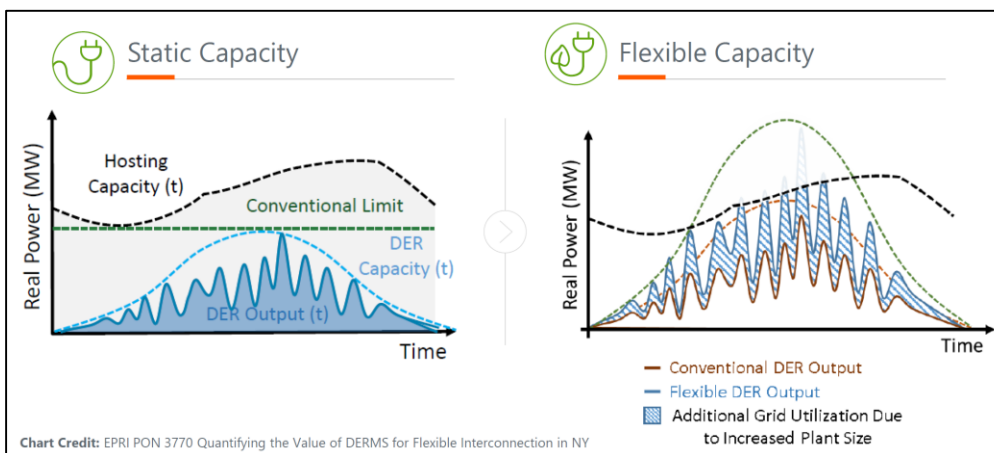 Static Capacity
Real Power (MW)
Hosting
Capacity (t)
Conventional Limit
DER
Capacity (t)
DER Output (t)
Time
Flexible Capacity
Real Power (MW)
Time
Conventional DER Output
Flexible DER Output
Additional Grid Utilization Due
to Increased Plant Size
Chart Credit: EPRI PON 3770 Quantifying the Value of DERMS for Flexible Interconnection in NY